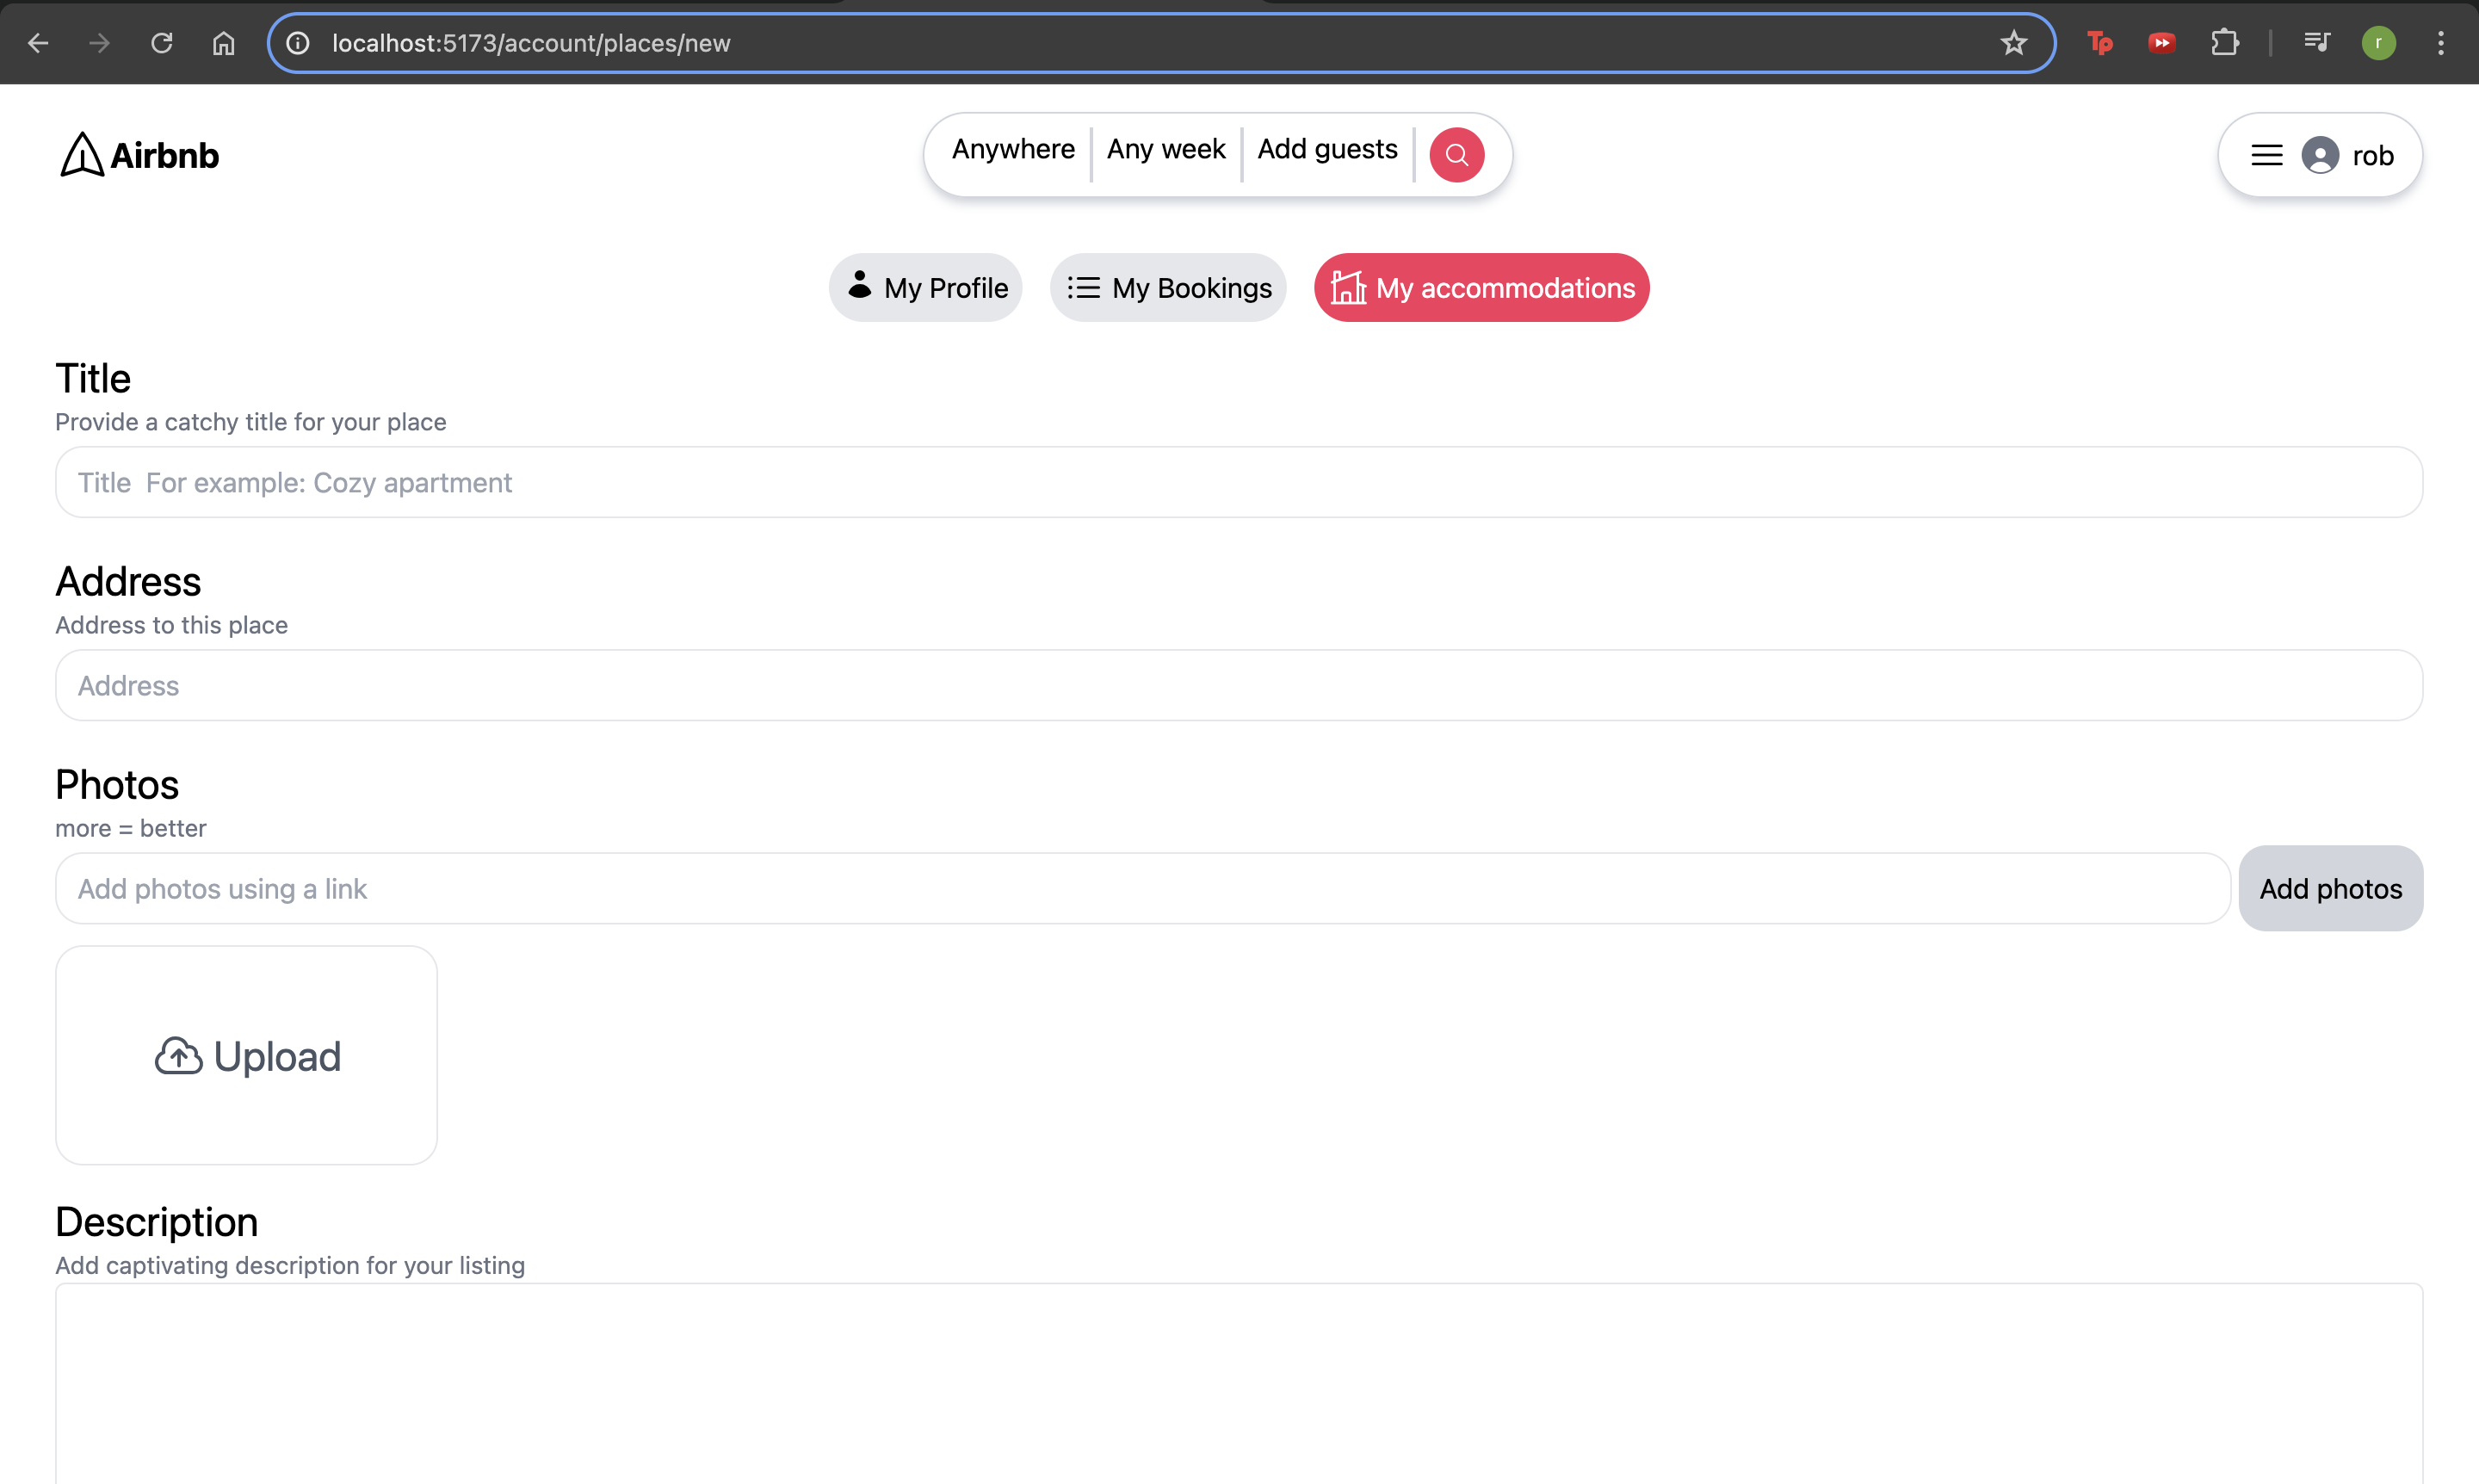 localhost:5173/account/places/new
Tp
r
Airbnb
Anywhere Any week Add guests
rob
My Profile My Bookings My accommodations
Title
Provide a catchy title for your place
Title  For example: Cozy apartment
Address
Address to this place
Address
Photos
more = better
Add photos using a link
Add photos
Upload
Description
Add captivating description for your listing